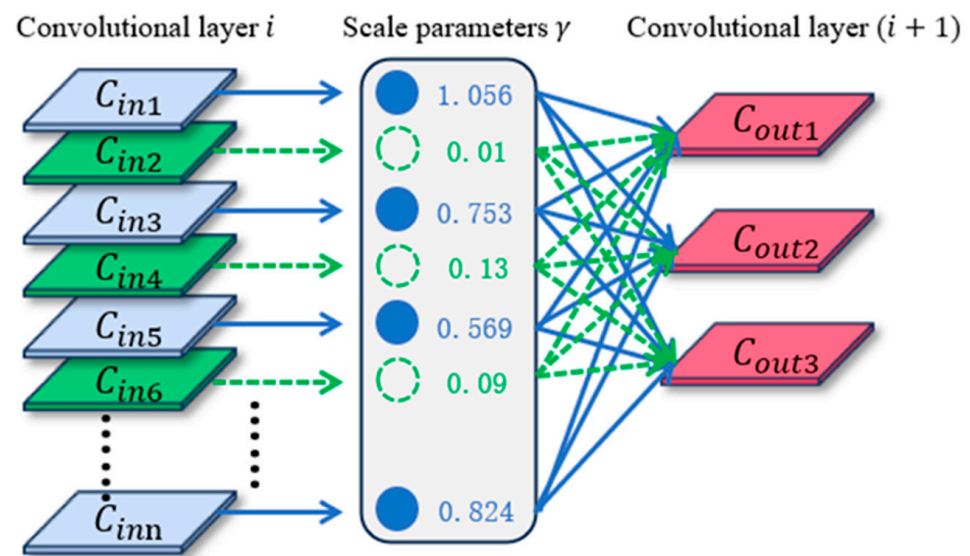 Convolutional layer i
Scale parameters γ
Convolutional layer (i + 1)
C_in1
1.056
C_out1
C_in2
0.01
C_in3
0.753
C_out2
C_in4
0.13
C_in5
0.569
C_out3
C_in6
0.09
C_inn
0.824